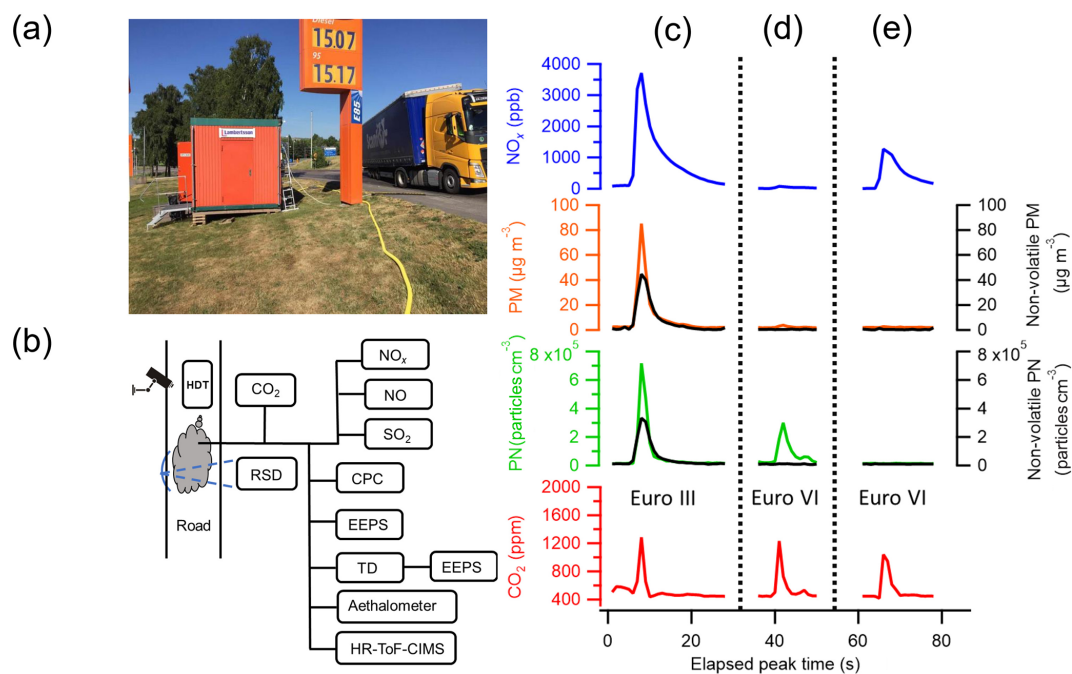 (a)
Diesel
15.07
95
15.17
E85
Lambertsson
(b)
HDT
CO2
NOx
NO
SO2
RSD
CPC
Road
EEPS
TD
EEPS
Aethalometer
HR-ToF-CIMS
(c)
(d)
(e)
NOx (ppb)
4000
3000
2000
1000
0
PM (µg m-3)
100
80
60
40
20
0
100
80
60
40
20
0
Non-volatile PM
(µg m-3)
PN(particles cm-3)
8 x10^5
6
4
2
0
8 x10^5
6
4
2
0
Non-volatile PN
(particles cm-3)
Euro III
Euro VI
Euro VI
CO2 (ppm)
2000
1600
1200
800
400
0
20
40
60
80
Elapsed peak time (s)